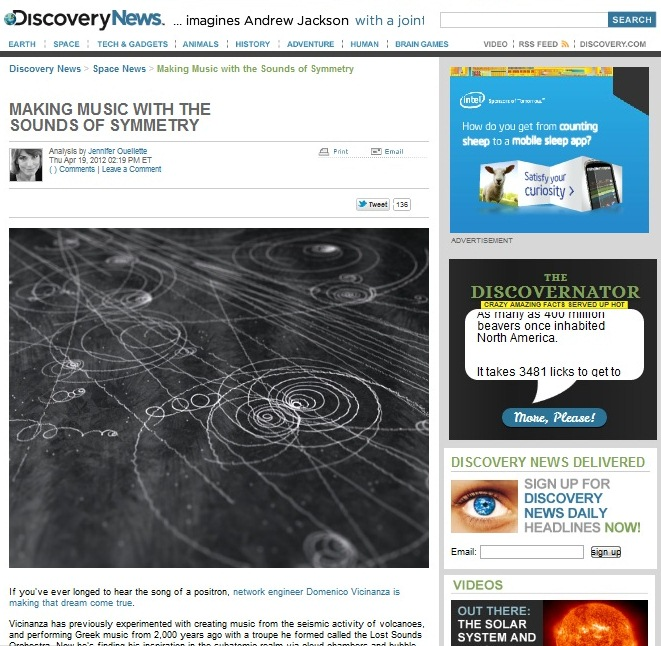 DiscoveryNews.
... imagines Andrew Jackson with a joint
SEARCH
EARTH
SPACE
TECH & GADGETS
ANIMALS
HISTORY
ADVENTURE
HUMAN
BRAIN GAMES
VIDEO
RSS FEED
DISCOVERY.COM
Discovery News > Space News > Making Music with the Sounds of Symmetry
MAKING MUSIC WITH THE
SOUNDS OF SYMMETRY
Analysis by Jennifer Ouellette
Thu Apr 19, 2012 02:19 PM ET
( ) Comments | Leave a Comment
Print
Email
Tweet
136
If you've ever longed to hear the song of a positron, network engineer Domenico Vicinanza is
making that dream come true.
Vicinanza has previously experimented with creating music from the seismic activity of volcanoes,
and performing Greek music from 2,000 years ago with a troupe he formed called the Lost Sounds
Orchestra. Now he's finding his inspiration in the subatomic realm via cloud chambers and bubble
intel
Sponsors of "Tomorrow."
How do you get from counting
sheep to a mobile sleep app?
Satisfy your
curiosity >
ADVERTISEMENT
THE
DISCOVERNATOR
CRAZY AMAZING FACTS SERVED UP HOT
As many as 400 million
beavers once inhabited
North America.
It takes 3481 licks to get to
More, Please!
DISCOVERY NEWS DELIVERED
SIGN UP FOR
DISCOVERY
NEWS DAILY
HEADLINES NOW!
Email:
sign up
VIDEOS
OUT THERE:
THE SOLAR
SYSTEM AND